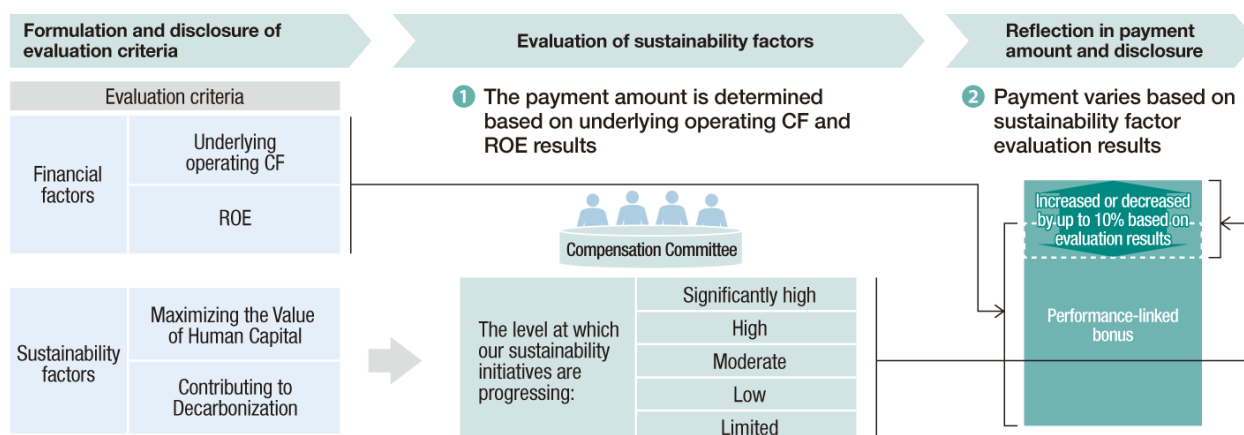 Formulation and disclosure of
evaluation criteria
Evaluation of sustainability factors
Reflection in payment
amount and disclosure
Evaluation criteria
Financial
factors
Underlying
operating CF
ROE
Sustainability
factors
Maximizing the Value
of Human Capital
Contributing to
Decarbonization
1 The payment amount is determined
based on underlying operating CF and
ROE results
Compensation Committee
The level at which
our sustainability
initiatives are
progressing:
Significantly high
High
Moderate
Low
Limited
2 Payment varies based on
sustainability factor
evaluation results
Increased or decreased
by up to 10% based on
evaluation results
Performance-linked
bonus